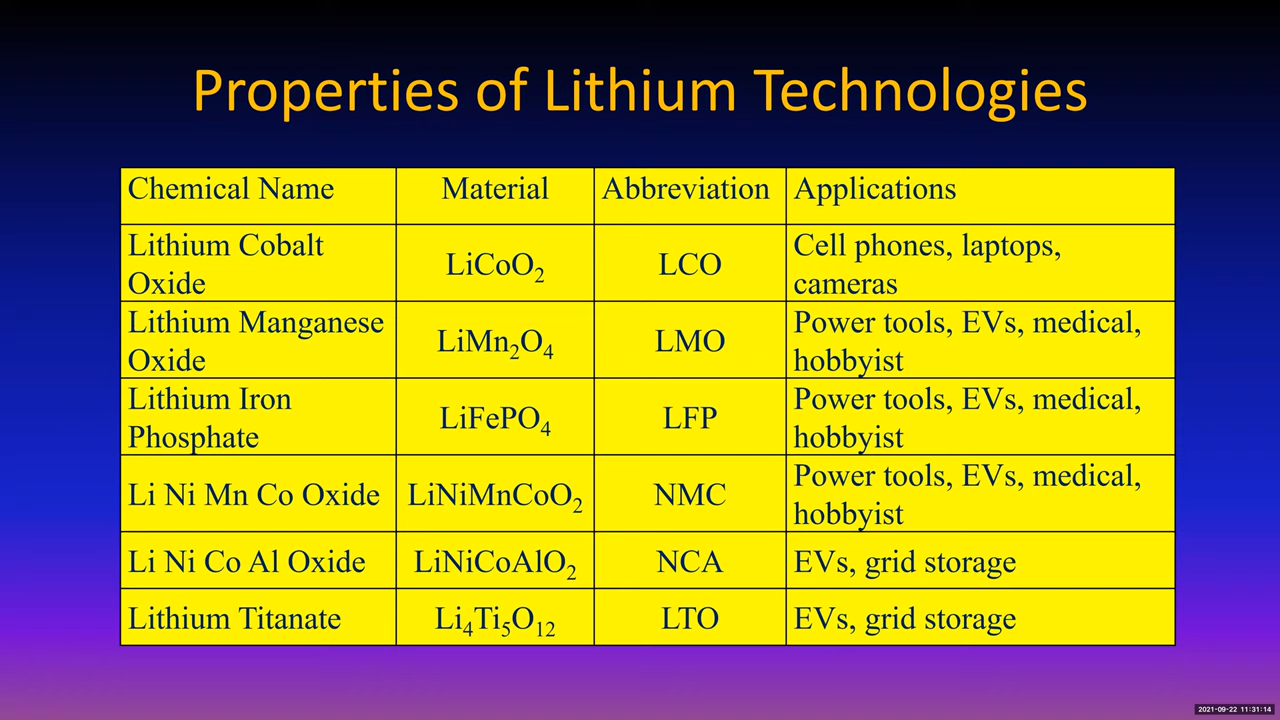 Properties of Lithium Technologies
Chemical Name Material Abbreviation Applications
Lithium Cobalt
Oxide
LiCoO₂
LCO
Cell phones, laptops,
cameras
Lithium Manganese
Oxide
LiMn₂O₄
LMO
Power tools, EVs, medical,
hobbyist
Lithium Iron
Phosphate
LiFePO₄
LFP
Power tools, EVs, medical,
hobbyist
Li Ni Mn Co Oxide
LiNiMnCoO₂
NMC
Power tools, EVs, medical,
hobbyist
Li Ni Co Al Oxide LiNiCoAlO₂ NCA EVs, grid storage
Lithium Titanate Li₄Ti₅O₁₂ LTO EVs, grid storage
2021-09-22 11:31:14